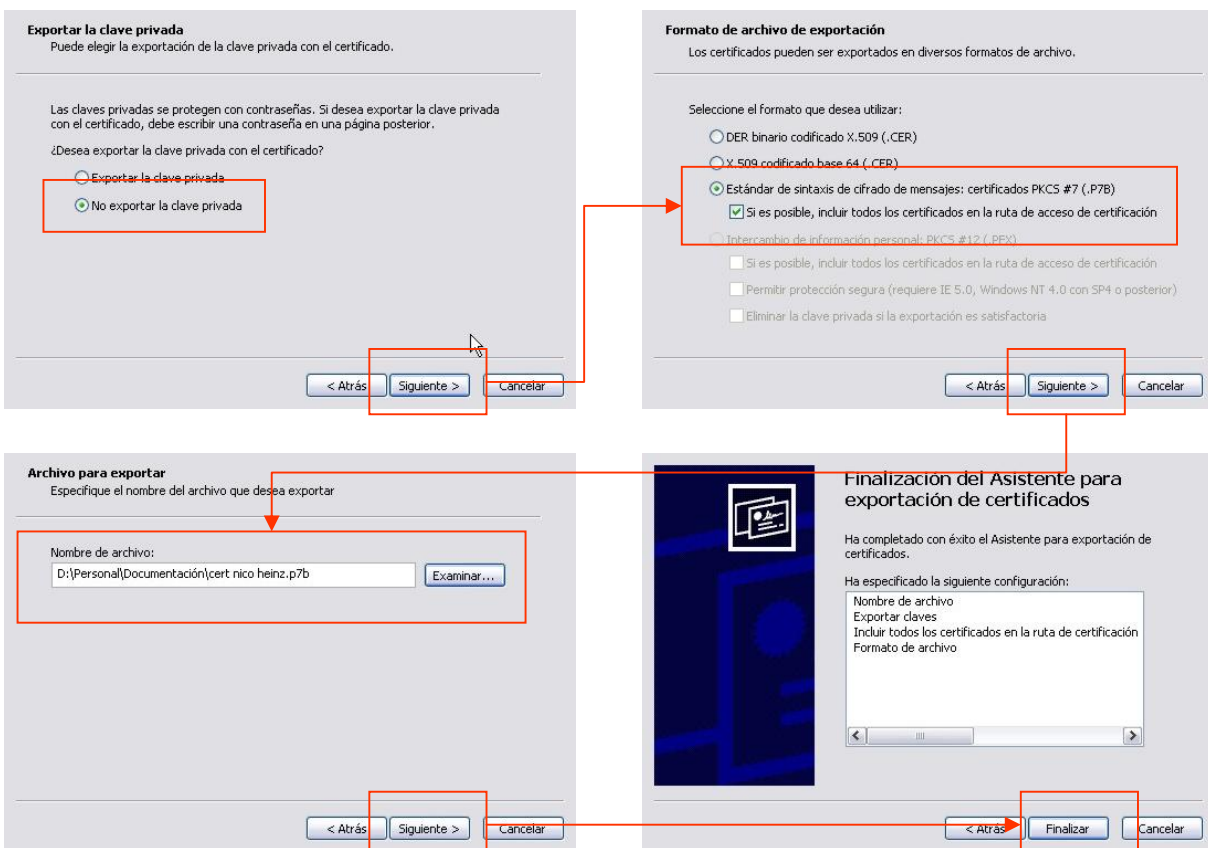 Exportar la clave privada
Puede elegir la exportación de la clave privada con el certificado.
Las claves privadas se protegen con contraseñas. Si desea exportar la clave privada
con el certificado, debe escribir una contraseña en una página posterior.
¿Desea exportar la clave privada con el certificado?
Exportar la clave privada
No exportar la clave privada
< Atrás
Siguiente >
Cancelar
Formato de archivo de exportación
Los certificados pueden ser exportados en diversos formatos de archivo.
Seleccione el formato que desea utilizar:
DER binario codificado X.509 (.CER)
X.509 codificado base 64 (.CER)
Estándar de sintaxis de cifrado de mensajes: certificados PKCS #7 (.P7B)
Si es posible, incluir todos los certificados en la ruta de acceso de certificación
Intercambio de información personal: PKCS #12 (.PFX)
Si es posible, incluir todos los certificados en la ruta de acceso de certificación
Permitir protección segura (requiere IE 5.0, Windows NT 4.0 con SP4 o posterior)
Eliminar la clave privada si la exportación es satisfactoria
< Atrás
Siguiente >
Cancelar
Archivo para exportar
Especifique el nombre del archivo que desea exportar
Nombre de archivo:
D:\Personal\Documentación\cert nico heinz.p7b
Examinar...
< Atrás
Siguiente >
Cancelar
Finalización del Asistente para
exportación de certificados
Ha completado con éxito el Asistente para exportación de
certificados.
Ha especificado la siguiente configuración:
Nombre de archivo
Exportar claves
Incluir todos los certificados en la ruta de certificación
Formato de archivo
< Atrás
Finalizar
Cancelar